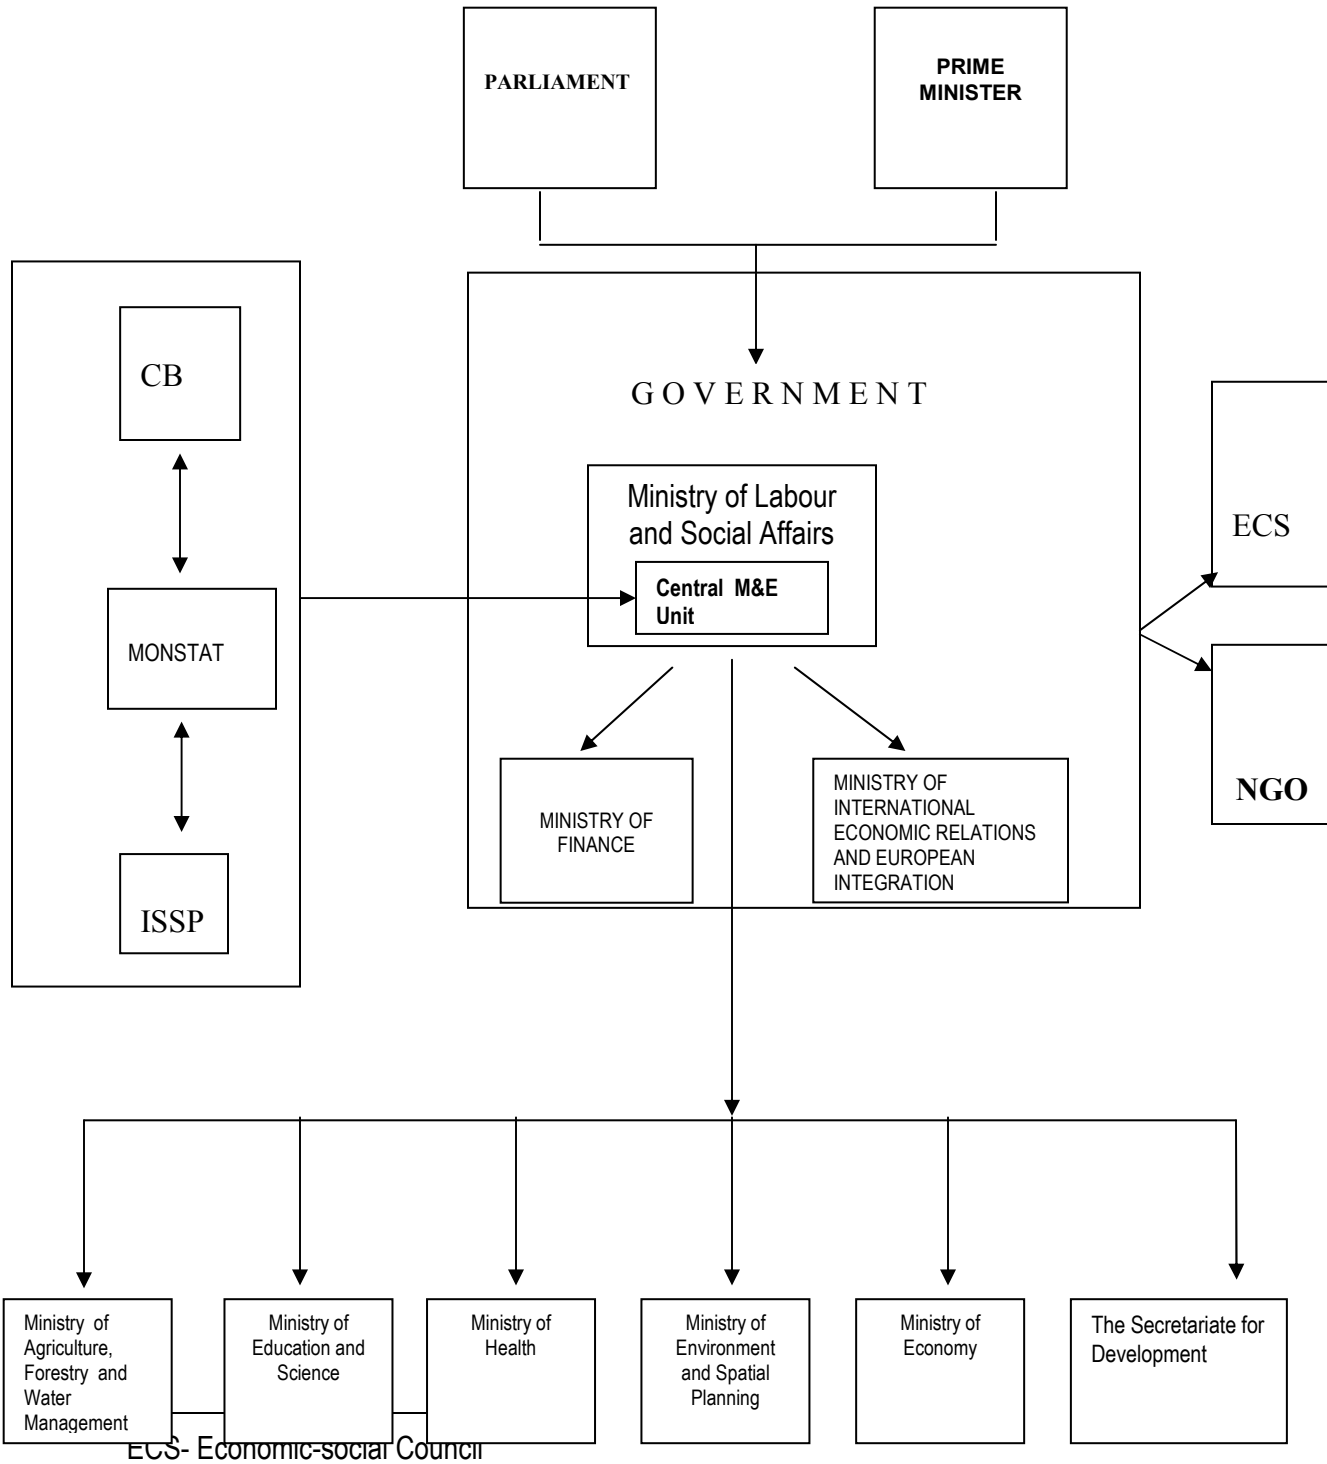 PARLIAMENT
PRIME
MINISTER
CB
MONSTAT
ISSP
G O V E R N M E N T
Ministry of Labour
and Social Affairs
Central M&E
Unit
MINISTRY OF
FINANCE
MINISTRY OF
INTERNATIONAL
ECONOMIC RELATIONS
AND EUROPEAN
INTEGRATION
ECS
NGO
Ministry of
Agriculture,
Forestry and
Water
Management
Ministry of
Education and
Science
Ministry of
Health
Ministry of
Environment
and Spatial
Planning
Ministry of
Economy
The Secretariate for
Development
ECS- Economic-social Council